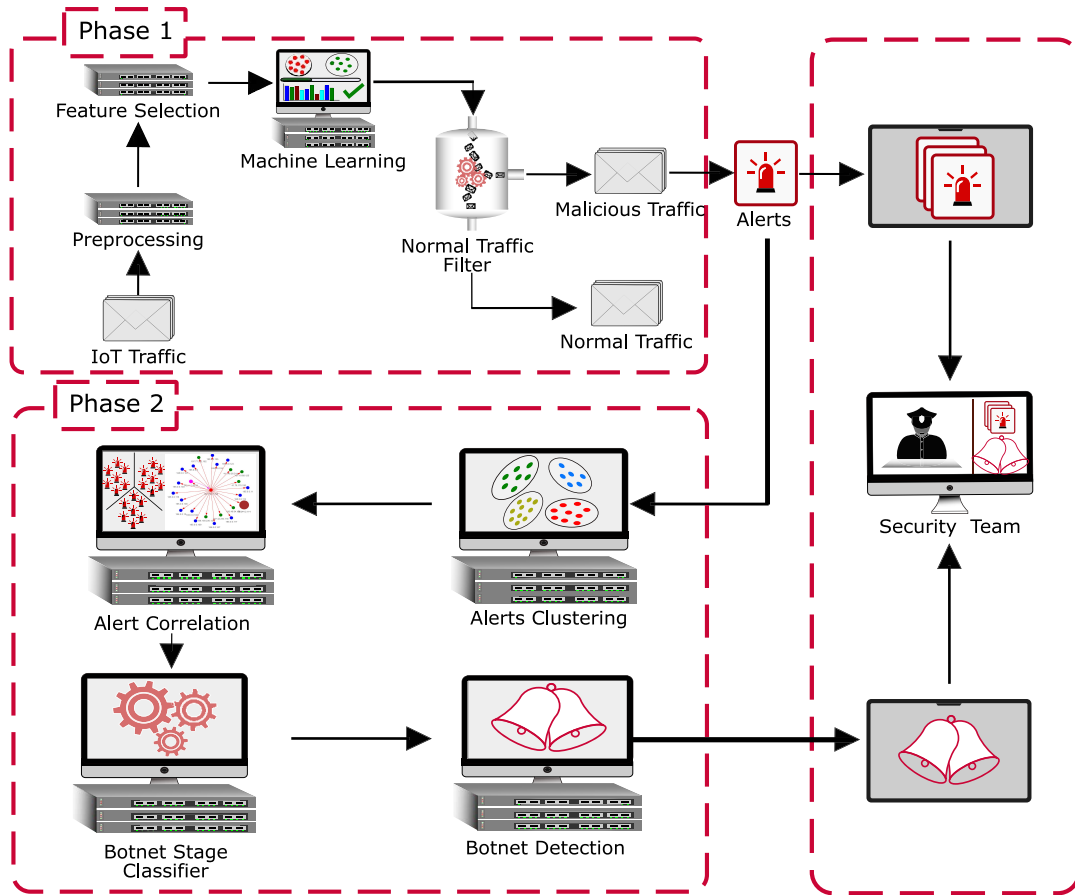 Phase 1
Feature Selection
Machine Learning
Preprocessing
IoT Traffic
Normal Traffic
Filter
Malicious Traffic
Normal Traffic
Alerts
Phase 2
Alert Correlation
Alerts Clustering
Botnet Stage
Classifier
Botnet Detection
Security Team